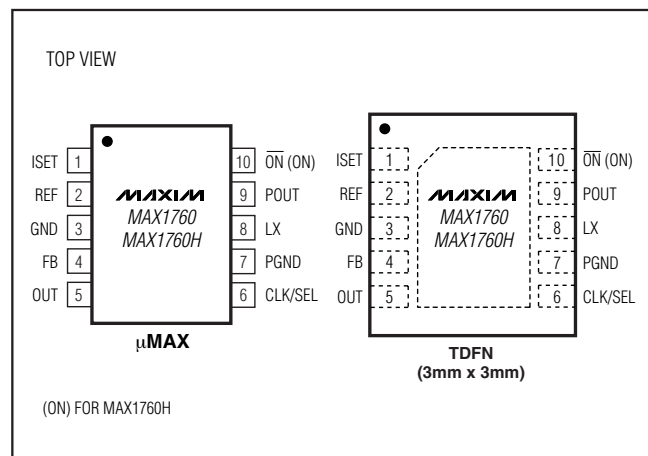 TOP VIEW
ISET 1
REF 2
GND 3
FB 4
OUT 5
MAXIM
MAX1760
MAX1760H
10 ON (ON)
9 POUT
8 LX
7 PGND
6 CLK/SEL
μMAX
ISET 1
REF 2
GND 3
FB 4
OUT 5
MAXIM
MAX1760
MAX1760H
10 ON (ON)
9 POUT
8 LX
7 PGND
6 CLK/SEL
TDFN
(3mm x 3mm)
(ON) FOR MAX1760H